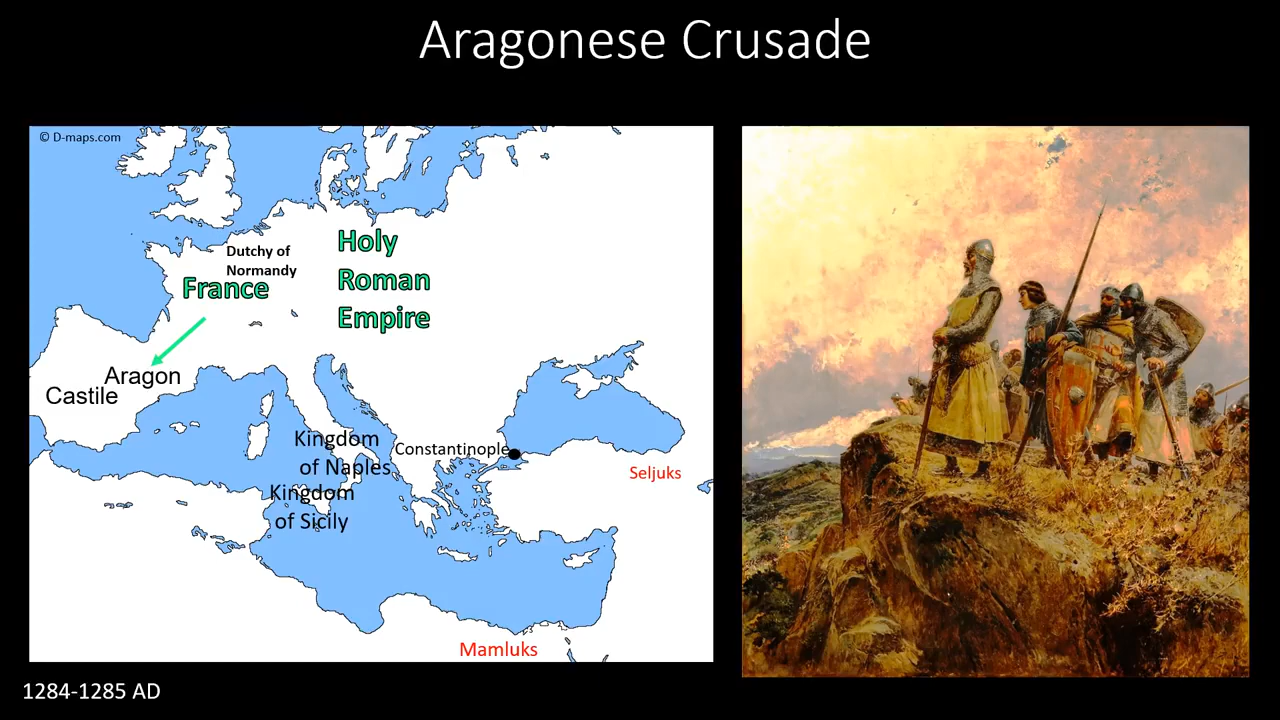 Aragonese Crusade
© D-maps.com
Dutchy of
Normandy
France
Holy
Roman
Empire
Aragon
Castile
Kingdom
of Naples
Constantinople
Kingdom
of Sicily
Seljuks
Mamluks
1284-1285 AD